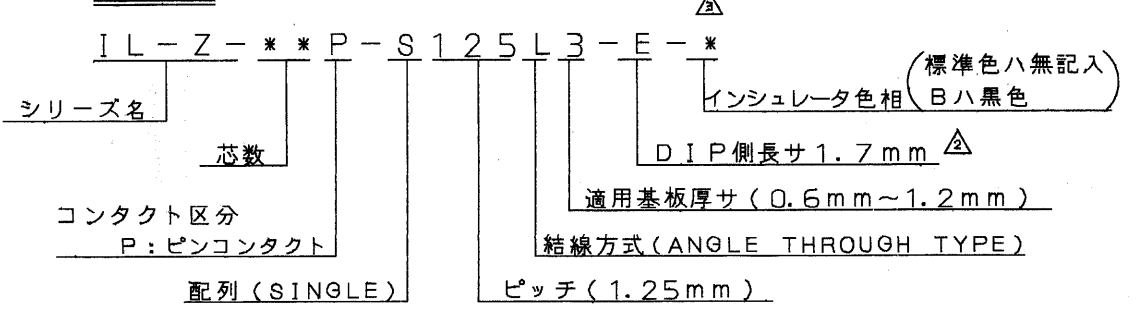 3
IL-Z-**P-S125L3-E-*
シリーズ名
インシュレータ色相(標準色ハ無記入
Bハ黒色)
芯数
DIP側長サ1.7mm 2
適用基板厚サ(0.6mm~1.2mm)
コンタクト区分
P:ピンコンタクト
結線方式(ANGLE THROUGH TYPE)
配列(SINGLE)
ピッチ(1.25mm)